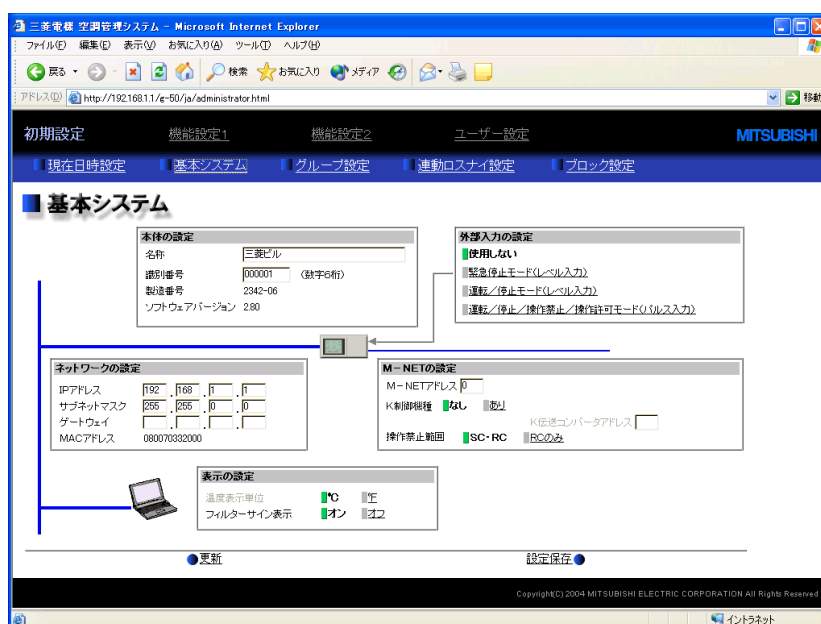 三菱電機 空調管理システム - Microsoft Internet Explorer
ファイル(F) 編集(E) 表示(V) お気に入り(A) ツール(T) ヘルプ(H)
戻る 検索 お気に入り メディア
アドレス(D) http://192.168.1.1/g-50/ja/administrator.html 移動
初期設定 機能設定1 機能設定2 ユーザー設定 MITSUBISHI
現在日時設定 基本システム グループ設定 連動ロスナイ設定 ブロック設定
基本システム
本体の設定
名称 三菱ビル
識別番号 000001 (数字6桁)
製造番号 2342-06
ソフトウェアバージョン 2.80
外部入力の設定
使用しない
緊急停止モード(レベル入力)
運転/停止モード(レベル入力)
運転/停止/操作禁止/操作許可モード(パルス入力)
ネットワークの設定
IPアドレス 192 . 168 . 1 . 1
サブネットマスク 255 . 255 . 0 . 0
ゲートウェイ . . .
MACアドレス 080070332000
M-NETの設定
M-NETアドレス 0
K制御機種 なし あり
K伝送コンバータアドレス
操作禁止範囲 SC・RC RCのみ
表示の設定
温度表示単位 ℃ ℉
フィルターサイン表示 オン オフ
更新 設定保存
Copyright(C) 2004 MITSUBISHI ELECTRIC CORPORATION All Rights Reserved
イントラネット